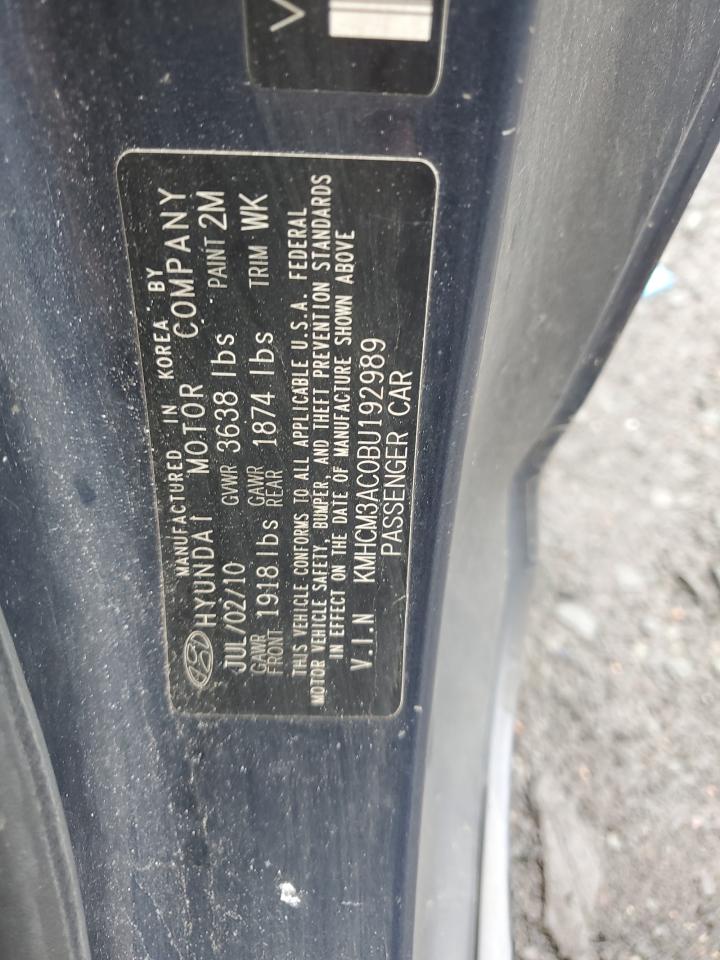 V
MANUFACTURED IN KOREA BY
HYUNDAI MOTOR COMPANY
JUL/02/10 GVWR 3638 lbs PAINT 2M
GAWR FRONT 1918 lbs GAWR REAR 1874 lbs TRIM WK
THIS VEHICLE CONFORMS TO ALL APPLICABLE U.S.A. FEDERAL
MOTOR VEHICLE SAFETY, BUMPER, AND THEFT PREVENTION STANDARDS
IN EFFECT ON THE DATE OF MANUFACTURE SHOWN ABOVE
V.I.N KMHCM3AC0BU192989
PASSENGER CAR